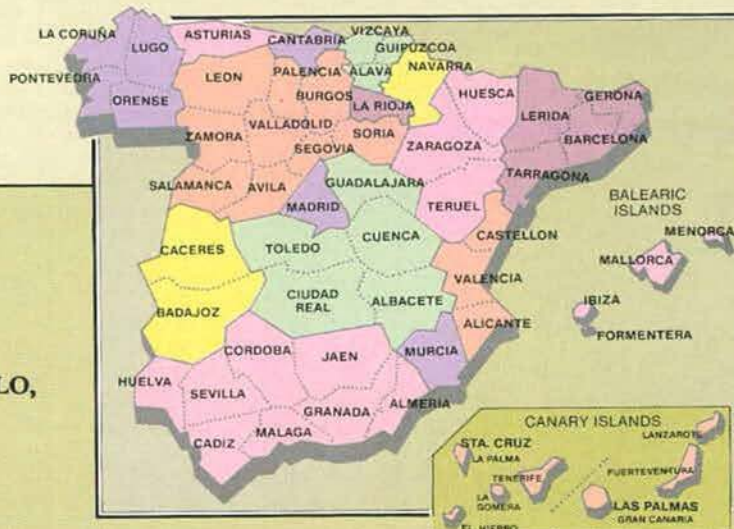 LA CORUÑA
LUGO
ASTURIAS
CANTABRIA
VIZCAYA
GUIPUZCOA
ALAVA
NAVARRA
PONTEVEDRA
ORENSE
LEON
PALENCIA
BURGOS
LA RIOJA
HUESCA
LERIDA
GERONA
BARCELONA
TARRAGONA
ZAMORA
VALLADOLID
SORIA
SEGOVIA
ZARAGOZA
SALAMANCA
AVILA
MADRID
GUADALAJARA
TERUEL
CASTELLON
BALEARIC
ISLANDS
MENORCA
MALLORCA
IBIZA
FORMENTERA
CACERES
TOLEDO
CUENCA
VALENCIA
BADAJOZ
CIUDAD
REAL
ALBACETE
ALICANTE
LO,
HUELVA
CORDOBA
JAEN
MURCIA
SEVILLA
GRANADA
ALMERIA
CADIZ
MALAGA
CANARY ISLANDS
STA. CRUZ
LA PALMA
TENERIFE
LA
GOMERA
EL HIERRO
LANZAROTE
FUERTEVENTURA
LAS PALMAS
GRAN CANARIA